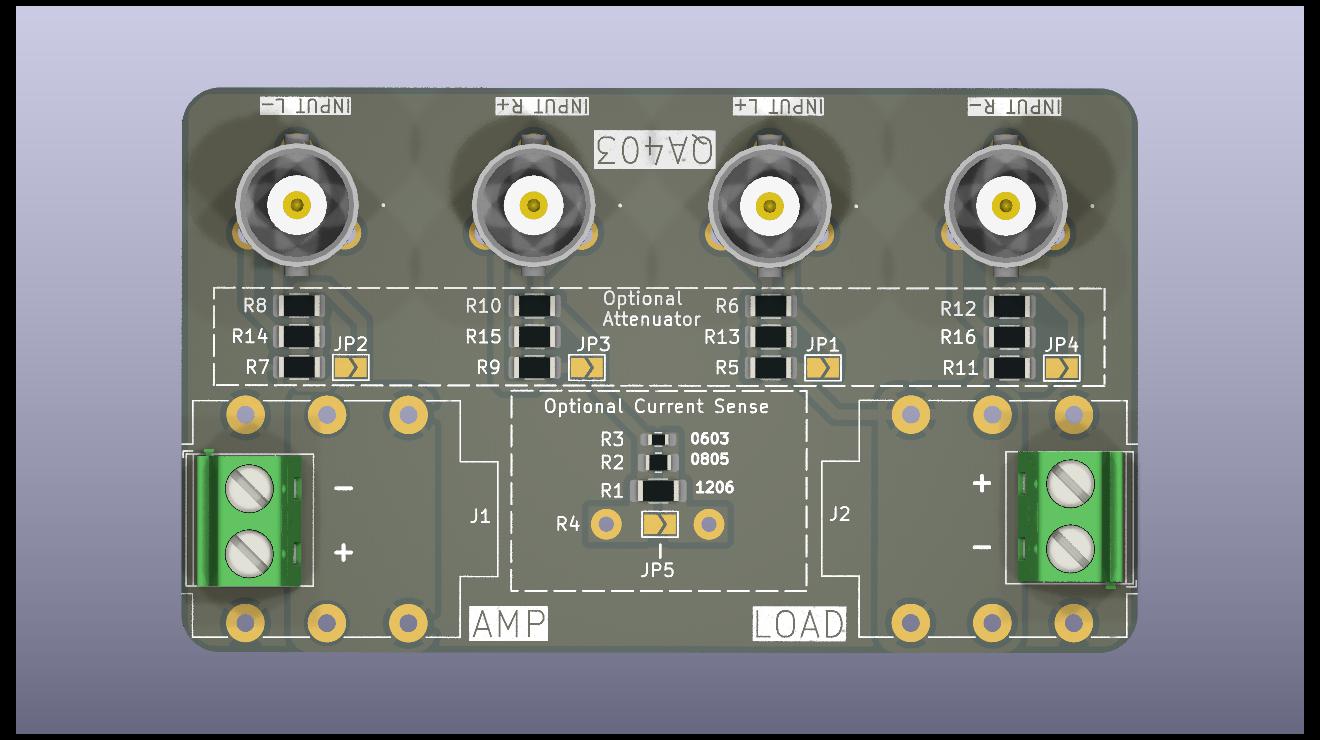 INPUT L-
INPUT R+
INPUT L+
INPUT R-
QA403
R8
R10
Optional
Attenuator
R6
R12
R14
R15
R13
R16
JP2
JP3
JP1
JP4
R7
R9
R5
R11
Optional Current Sense
R3 0603
R2 0805
R1 1206
- 
+
J1
R4
J2
+
-
JP5
AMP
LOAD